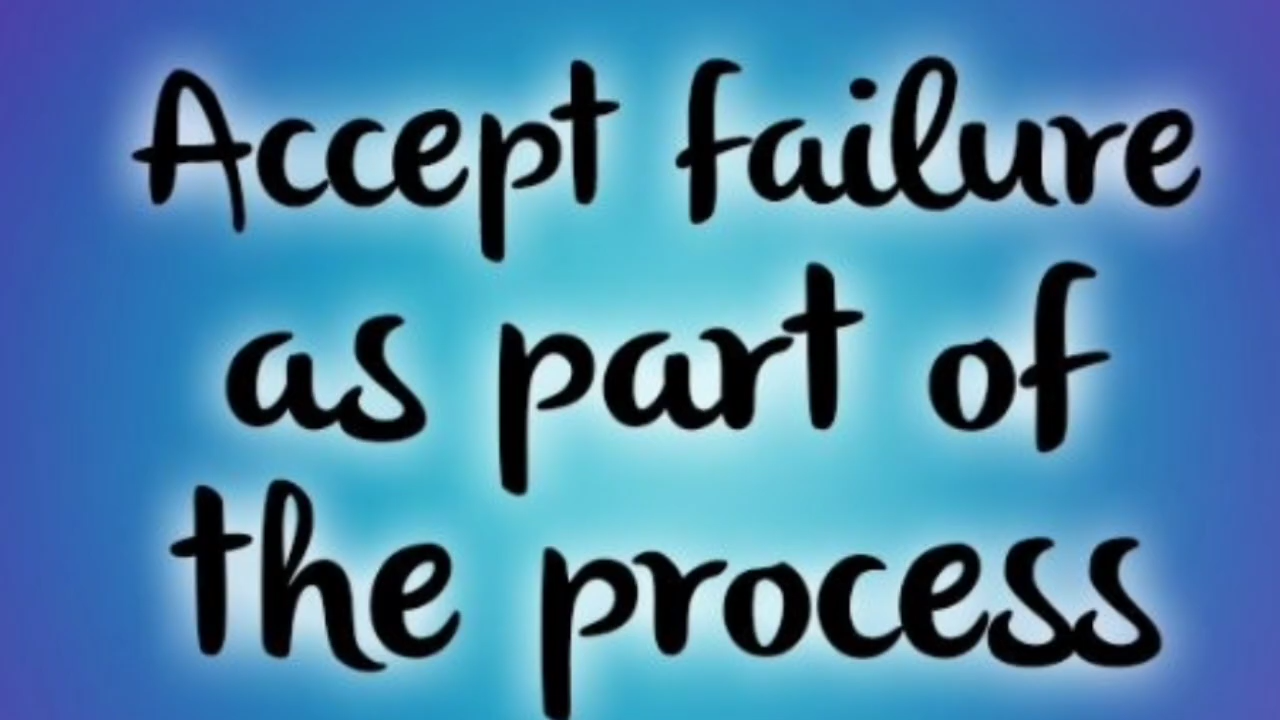 Accept failure
as part of
the process